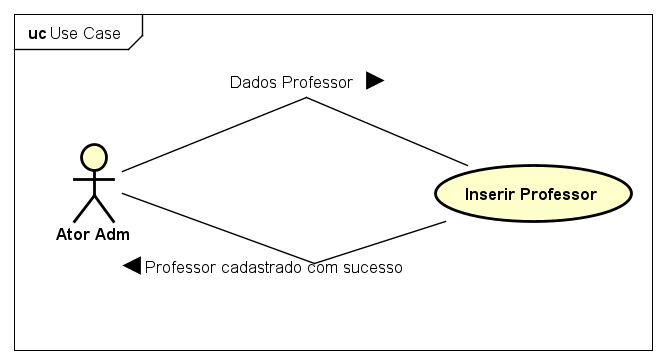 uc Use Case
Dados Professor
Inserir Professor
Ator Adm
Professor cadastrado com sucesso